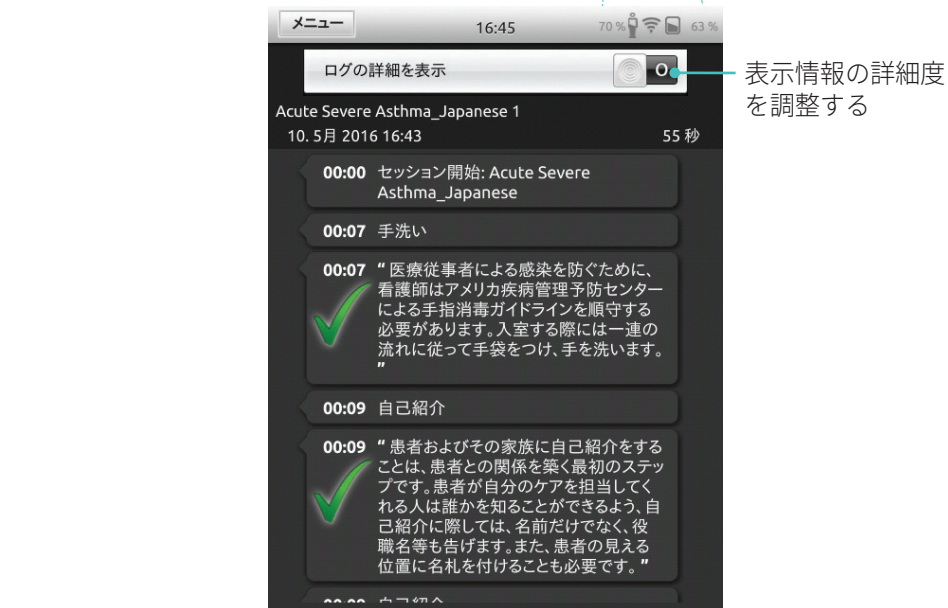 メニュー
16:45
70 %
63 %
ログの詳細を表示
O
表示情報の詳細度
を調整する
Acute Severe Asthma_Japanese 1
10. 5月 2016 16:43
55 秒
00:00 セッション開始: Acute Severe
Asthma_Japanese
00:07 手洗い
00:07 “ 医療従事者による感染を防ぐために、
看護師はアメリカ疾病管理予防センター
による手指消毒ガイドラインを順守する
必要があります。入室する際には一連の
流れに従って手袋をつけ、手を洗います。
”
00:09 自己紹介
00:09 “ 患者およびその家族に自己紹介をする
ことは、患者との関係を築く最初のステッ
プです。患者が自分のケアを担当してく
れる人は誰かを知ることができるよう、自
己紹介に際しては、名前だけでなく、役
職名等も告げます。また、患者の見える
位置に名札を付けることも必要です。 ”